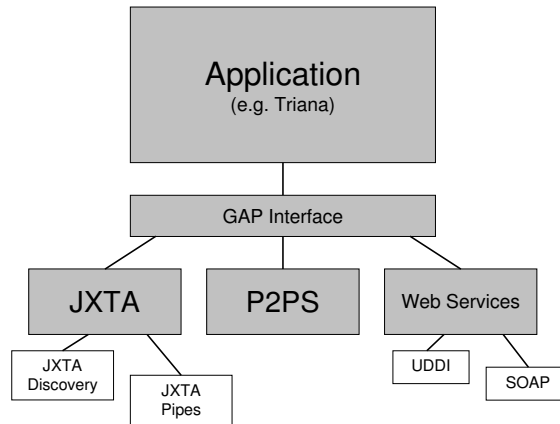 Application
(e.g. Triana)
GAP Interface
JXTA
P2PS
Web Services
JXTA
Discovery
JXTA
Pipes
UDDI
SOAP